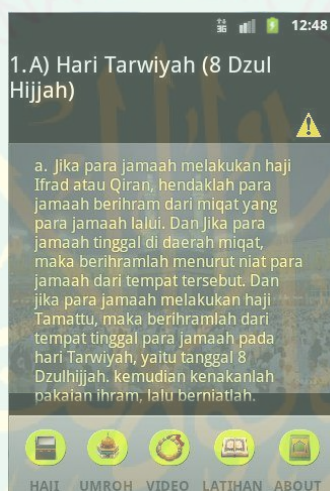 12:48
1.A) Hari Tarwiyah (8 Dzul
Hijjah)
a. Jika para jamaah melakukan haji
Ifrad atau Qiran, hendaklah para
jamaah berihram dari miqat yang
para jamaah lalui. Dan Jika para
jamaah tinggal di daerah miqat,
maka berihramlah menurut niat para
jamaah dari tempat tersebut. Dan
jika para jamaah melakukan haji
Tamattu, maka berihramlah dari
tempat tinggal para jamaah pada
hari Tarwiyah, yaitu tanggal 8
Dzulhijjah. kemudian kenakanlah
pakaian ihram, lalu berniatlah.
HAJI UMROH VIDEO LATIHAN ABOUT